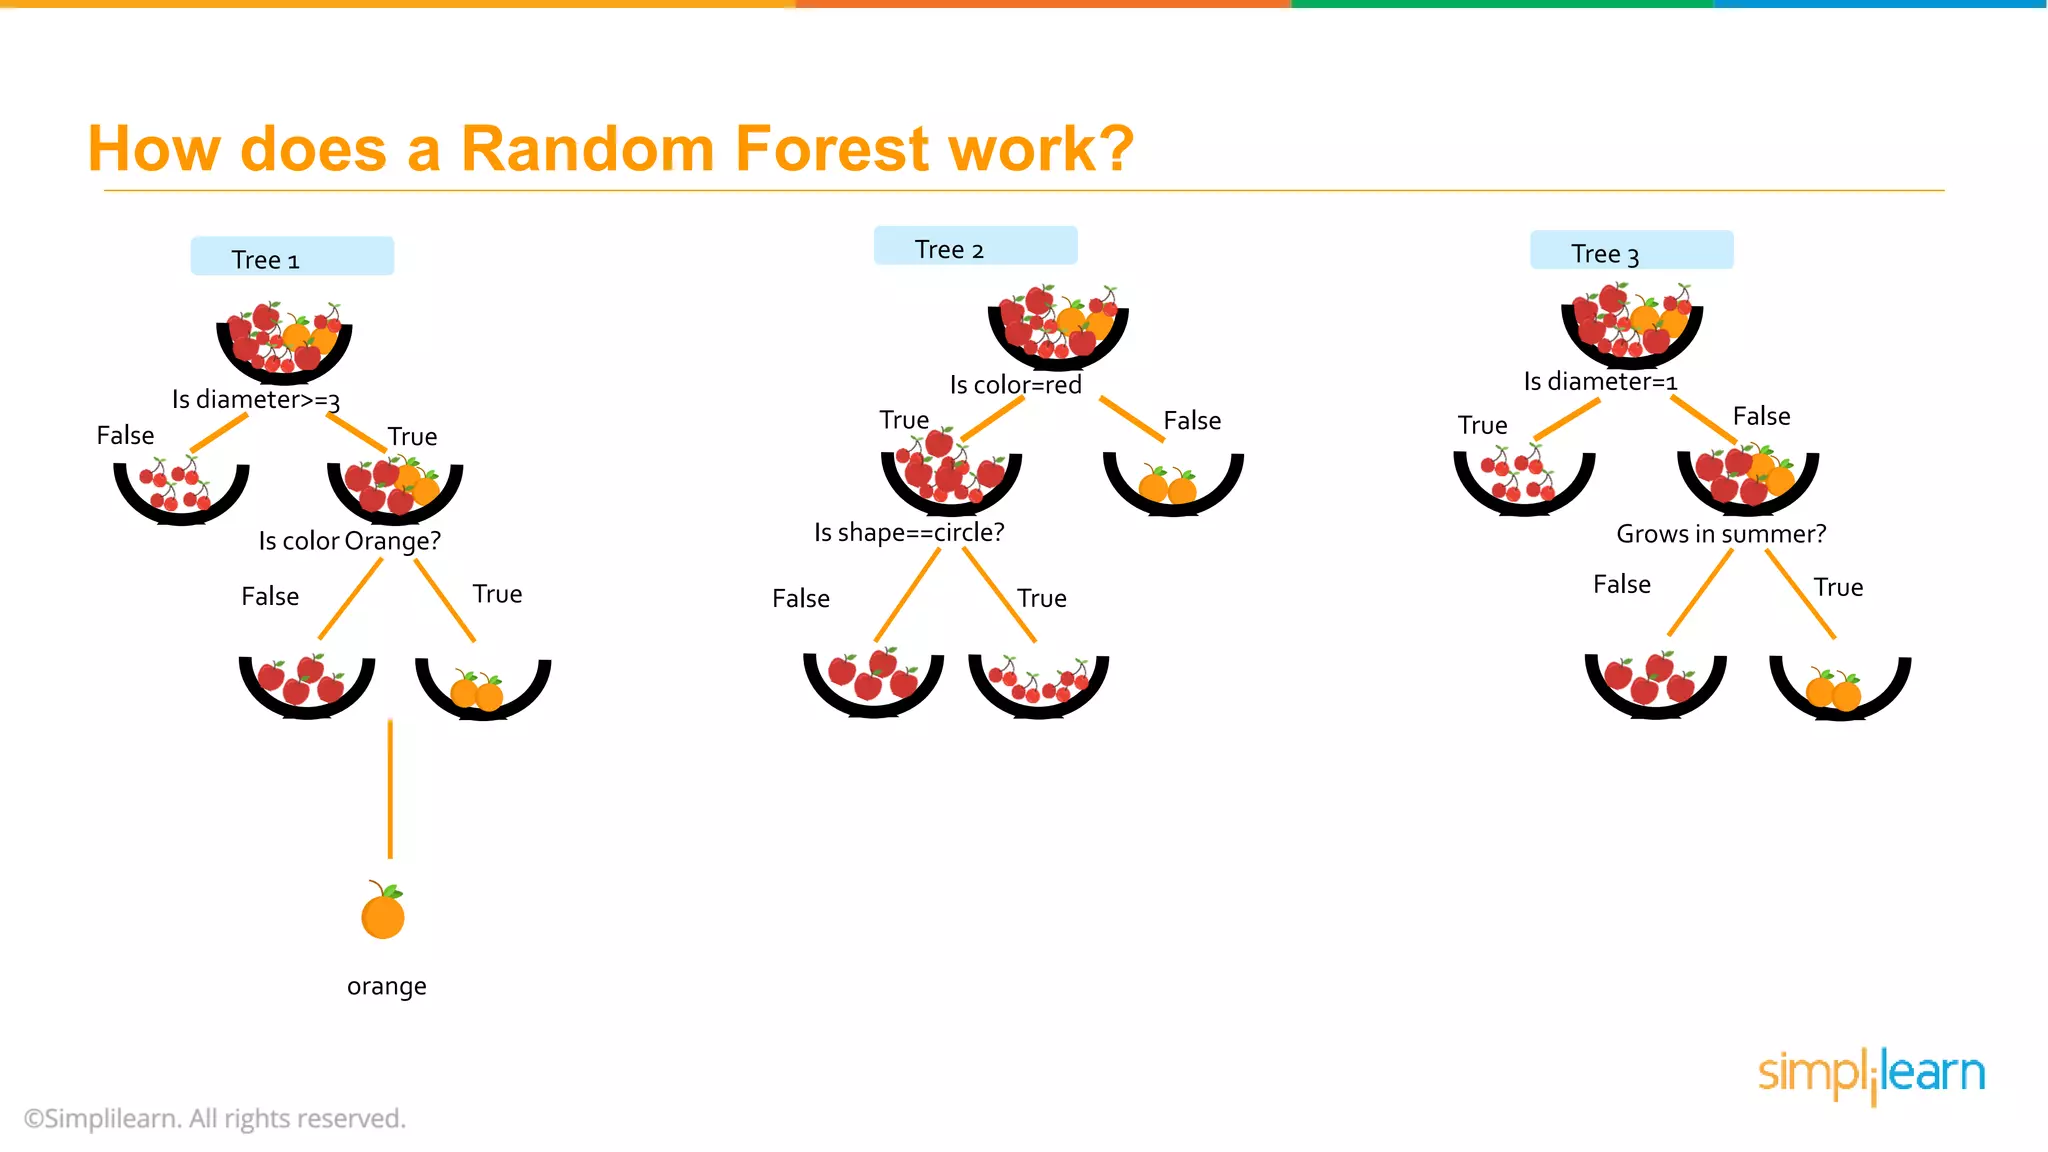 How does a Random Forest work?
Tree 1
Is diameter>=3
False
True
Is color Orange?
False
True
orange
Tree 2
Is color=red
True
False
Is shape==circle?
False
True
Tree 3
Is diameter=1
True
False
Grows in summer?
False
True
simplilearn
©Simplilearn. All rights reserved.